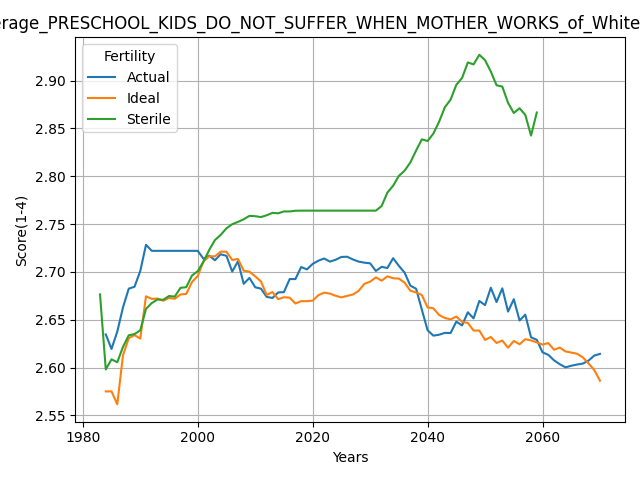 erage_PRESCHOOL_KIDS_DO_NOT_SUFFER_WHEN_MOTHER_WORKS_of_White
Fertility
Actual
Ideal
Sterile
Score(1-4)
2.90
2.85
2.80
2.75
2.70
2.65
2.60
2.55
1980 2000 2020 2040 2060
Years